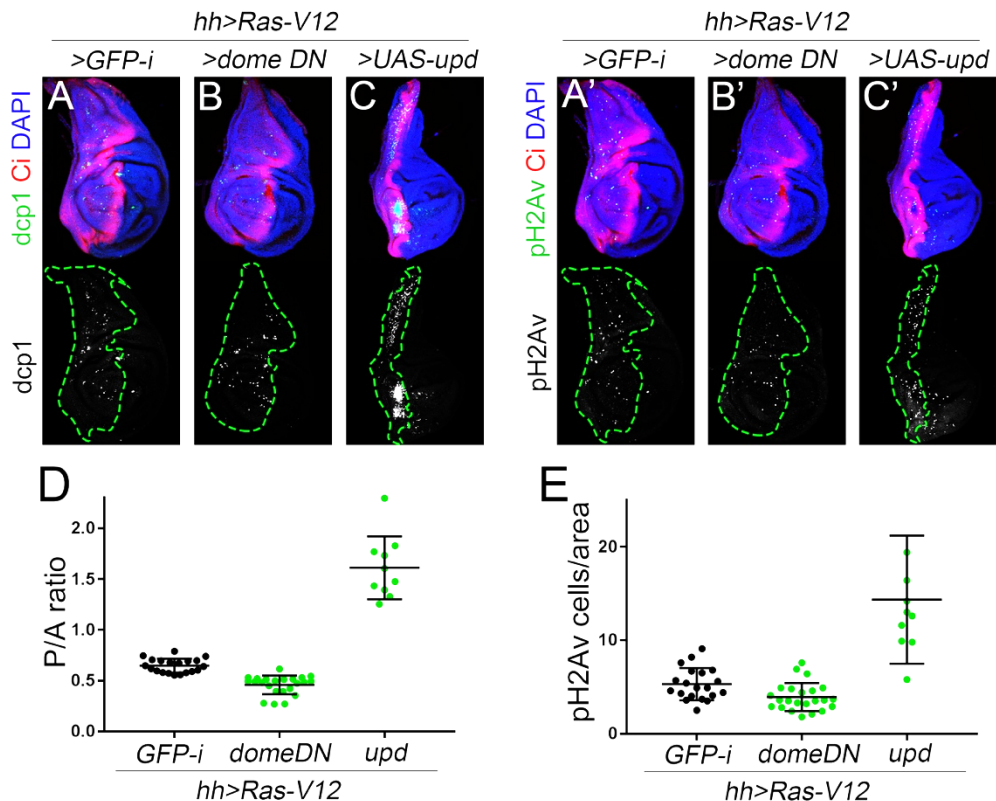 hh>Ras-V12
>GFP-i >dome DN >UAS-upd
A B C
dcp1 Ci DAPI
dcp1
hh>Ras-V12
>GFP-i >dome DN >UAS-upd
A' B' C'
pH2Av Ci DAPI
pH2Av
D
P/A ratio
2.0
1.5
1.0
0.5
0.0
GFP-i domeDN upd
hh>Ras-V12
E
pH2Av cells/area
20
10
0
GFP-i domeDN upd
hh>Ras-V12